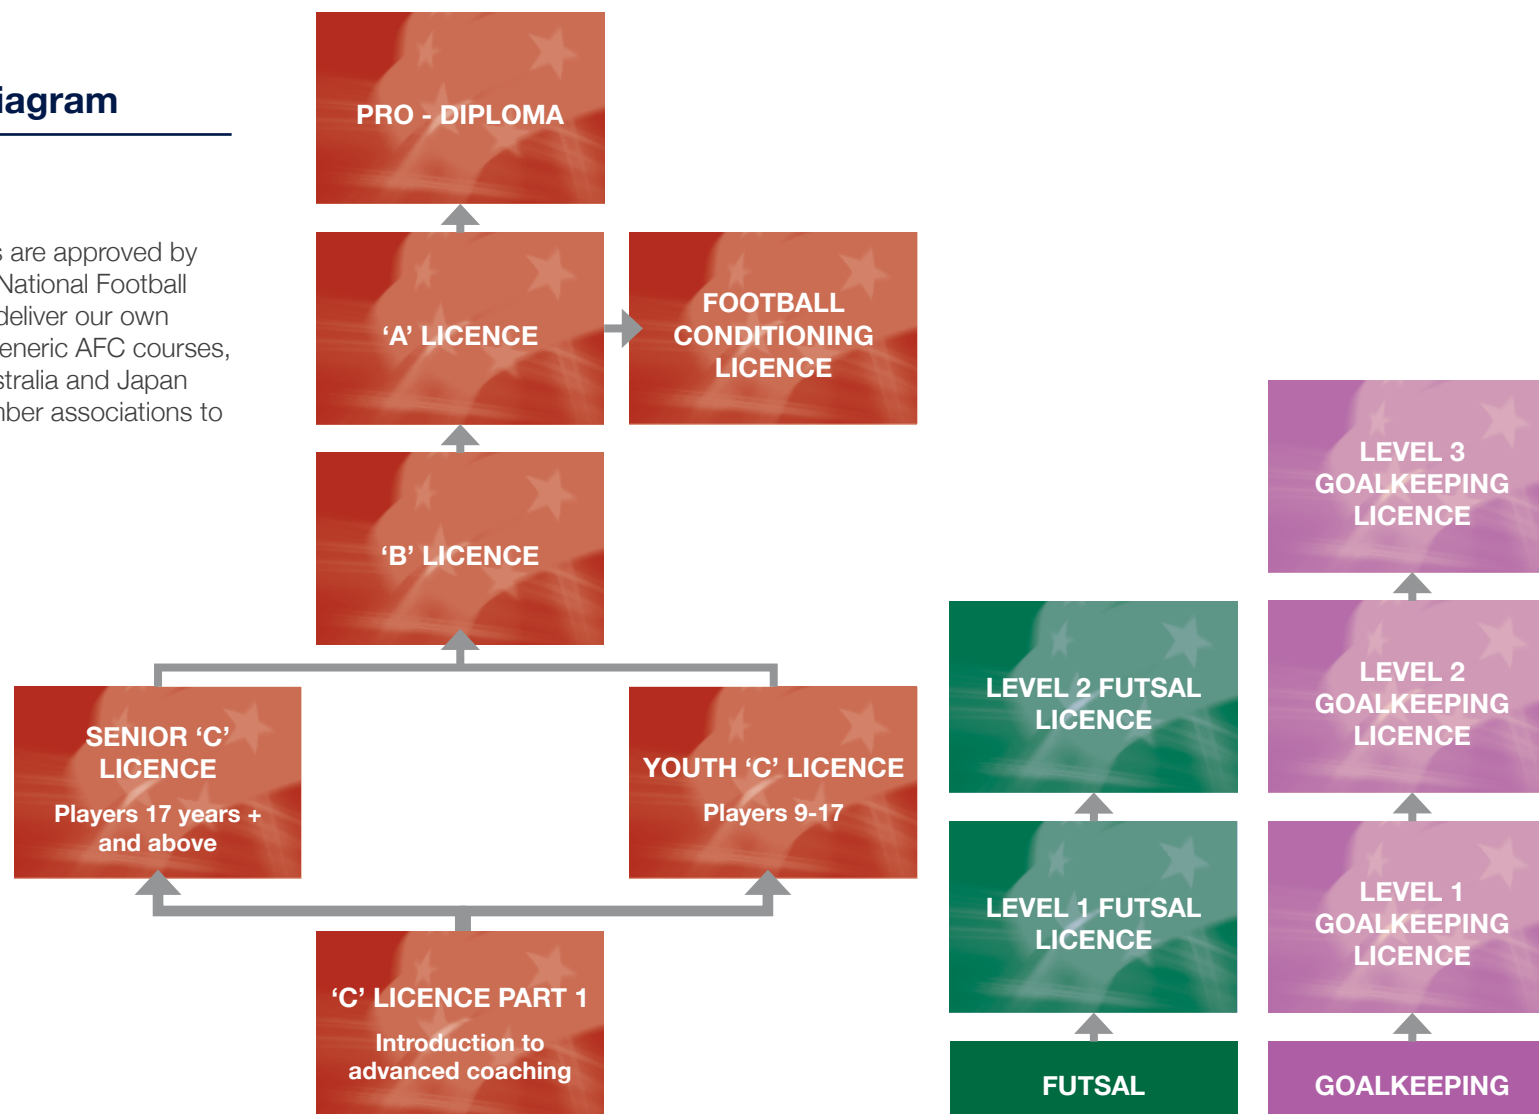 iagram
s are approved by
National Football
deliver our own
eneric AFC courses,
stralia and Japan
nber associations to
PRO - DIPLOMA
‘A’ LICENCE
FOOTBALL
CONDITIONING
LICENCE
‘B’ LICENCE
SENIOR ‘C’
LICENCE
Players 17 years +
and above
YOUTH ‘C’ LICENCE
Players 9-17
‘C’ LICENCE PART 1
Introduction to
advanced coaching
LEVEL 2 FUTSAL
LICENCE
LEVEL 1 FUTSAL
LICENCE
FUTSAL
LEVEL 3
GOALKEEPING
LICENCE
LEVEL 2
GOALKEEPING
LICENCE
LEVEL 1
GOALKEEPING
LICENCE
GOALKEEPING